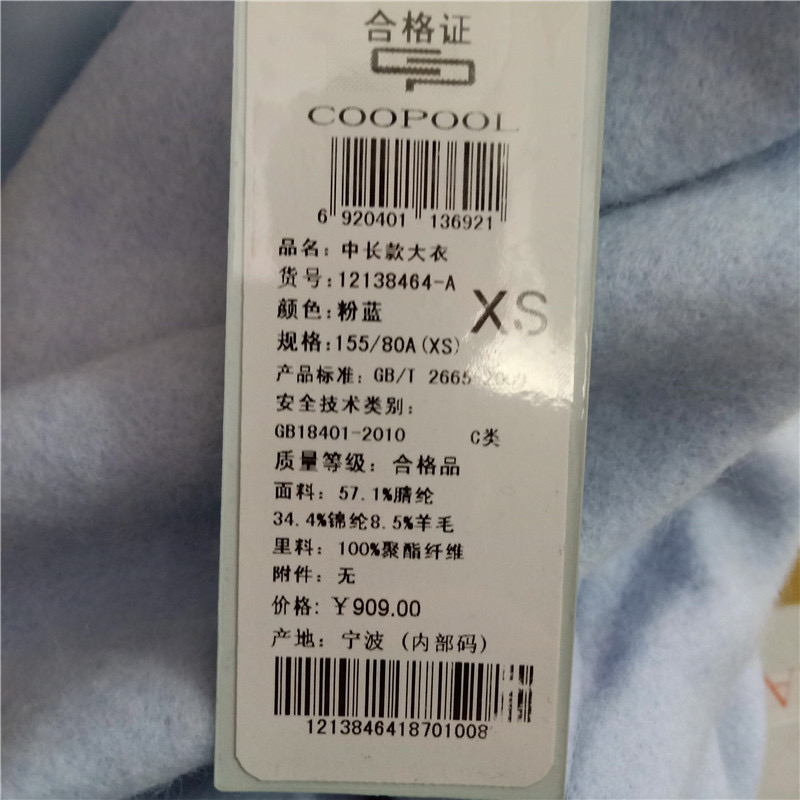 合格证
COOPOOL
6 920401 136921
品名: 中长款大衣
货号:12138464-A
颜色:粉蓝
XS
规格:155/80A(XS)
产品标准: GB/T 2665-2009
安全技术类别:
GB18401-2010 C类
质量等级: 合格品
面料: 57.1%腈纶
34.4%锦纶8.5%羊毛
里料: 100%聚酯纤维
附件: 无
价格: ¥909.00
产地: 宁波 (内部码)
1213846418701008